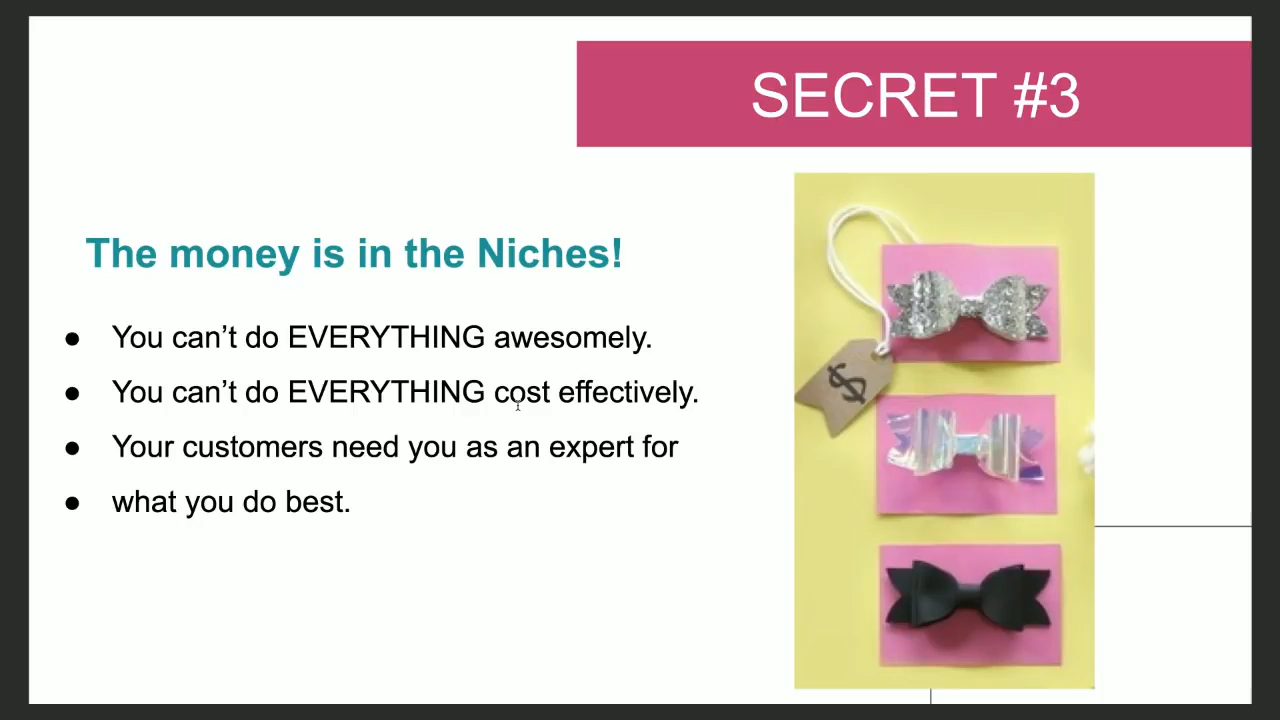 SECRET #3
The money is in the Niches!
● You can’t do EVERYTHING awesomely.
● You can’t do EVERYTHING cost effectively.
● Your customers need you as an expert for
● what you do best.
$